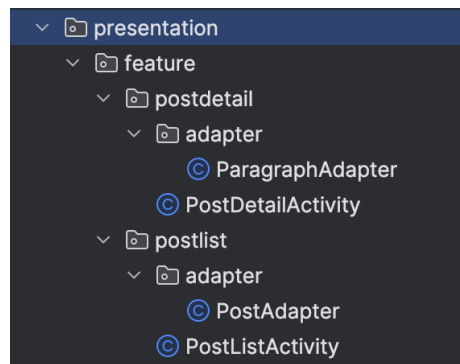 presentation
feature
postdetail
adapter
ParagraphAdapter
PostDetailActivity
postlist
adapter
PostAdapter
PostListActivity